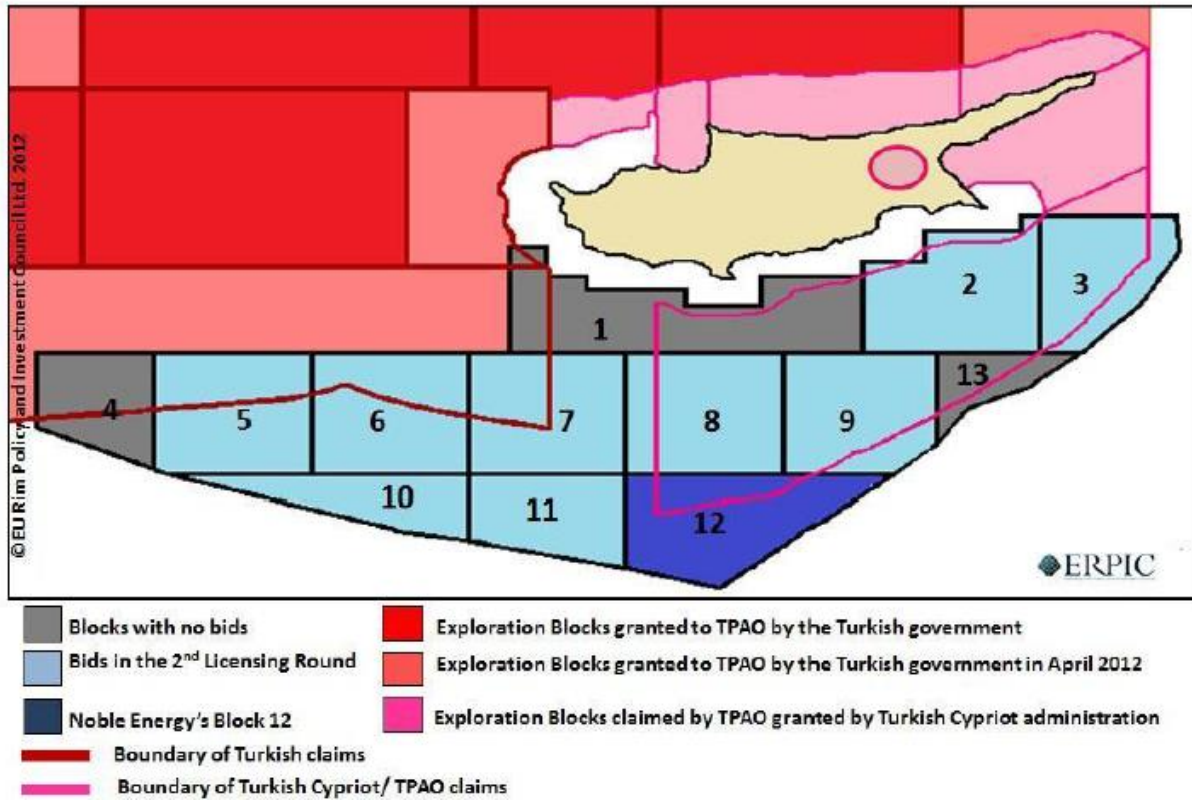 ©EU Rim Policy and Investment Council Ltd. 2012
1
2
3
4
5
6
7
8
9
13
10
11
12
ERPIC
Blocks with no bids
Bids in the 2nd Licensing Round
Noble Energy's Block 12
Exploration Blocks granted to TPAO by the Turkish government
Exploration Blocks granted to TPAO by the Turkish government in April 2012
Exploration Blocks claimed by TPAO granted by Turkish Cypriot administration
Boundary of Turkish claims
Boundary of Turkish Cypriot/ TPAO claims